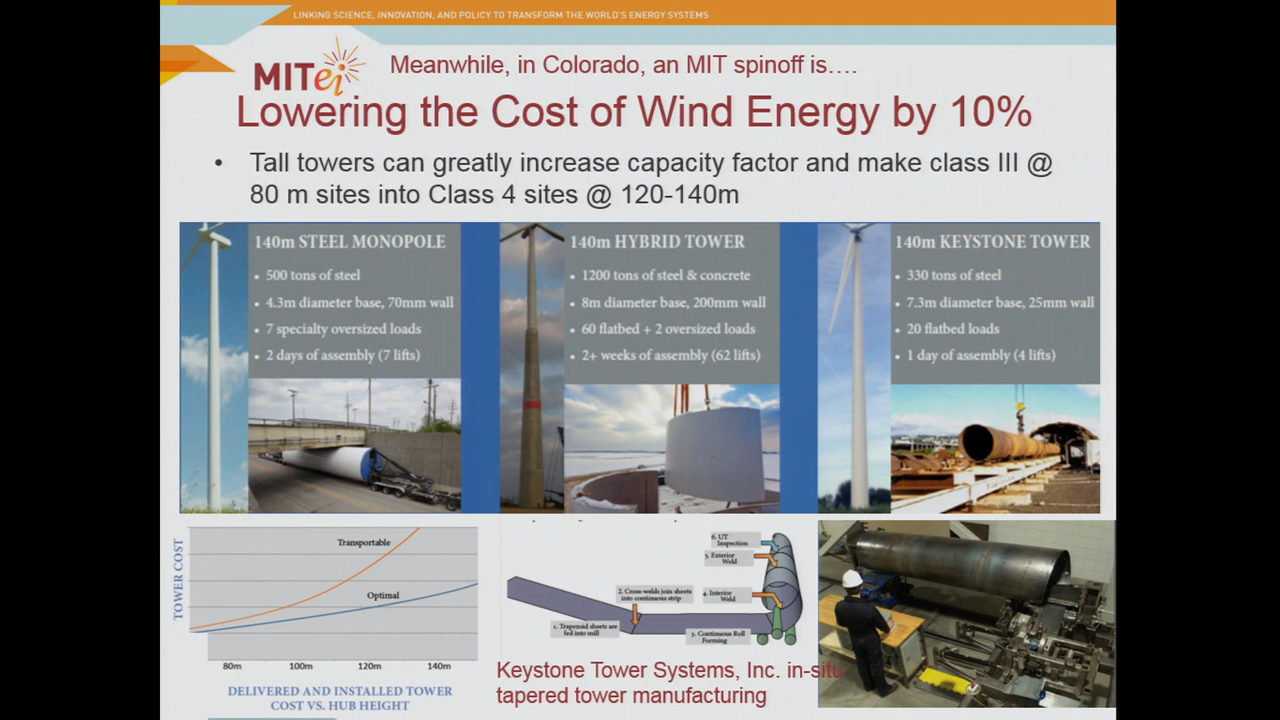 LINKING SCIENCE, INNOVATION, AND POLICY TO TRANSFORM THE WORLD'S ENERGY SYSTEMS
MITei
Meanwhile, in Colorado, an MIT spinoff is….
Lowering the Cost of Wind Energy by 10%
• Tall towers can greatly increase capacity factor and make class III @
80 m sites into Class 4 sites @ 120-140m
140m STEEL MONOPOLE
• 500 tons of steel
• 4.3m diameter base, 70mm wall
• 7 specialty oversized loads
• 2 days of assembly (7 lifts)
140m HYBRID TOWER
• 1200 tons of steel & concrete
• 8m diameter base, 200mm wall
• 60 flatbed + 2 oversized loads
• 2+ weeks of assembly (62 lifts)
140m KEYSTONE TOWER
• 330 tons of steel
• 7.3m diameter base, 25mm wall
• 20 flatbed loads
• 1 day of assembly (4 lifts)
TOWER COST
Transportable
Optimal
80m 100m 120m 140m
DELIVERED AND INSTALLED TOWER
COST VS. HUB HEIGHT
6. UT
Inspection
5. Exterior
Weld
4. Interior
Weld
2. Cross-welds join sheets
into continuous strip
1. Trapezoid sheets are
fed into mill
3. Continuous Roll
Forming
Keystone Tower Systems, Inc. in-situ
tapered tower manufacturing